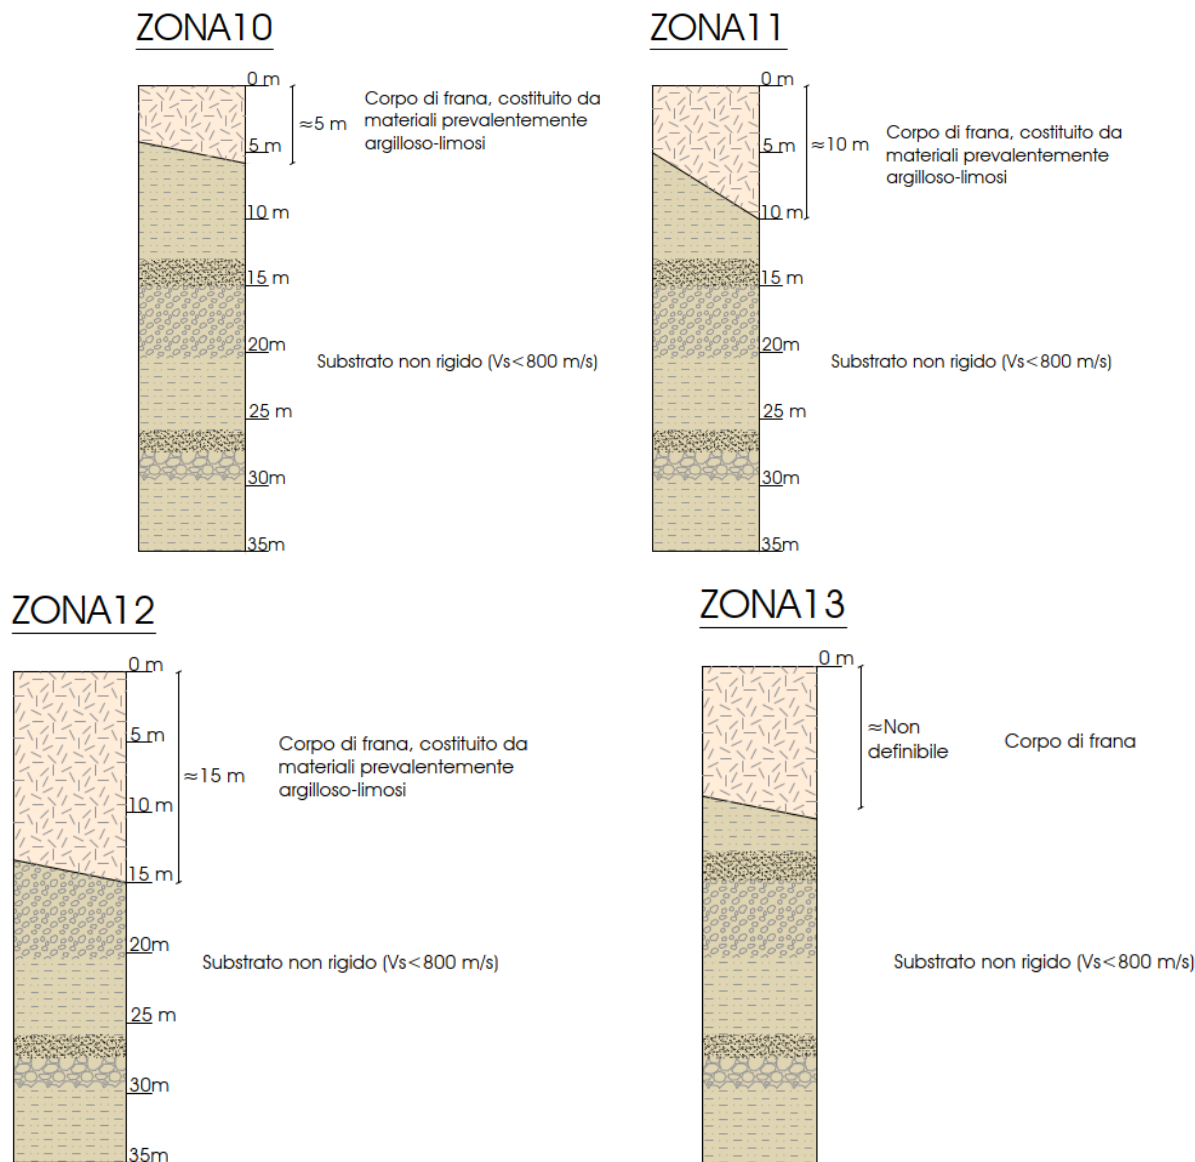 ZONA10
0 m
5 m
10 m
15 m
20m
25 m
30m
35m
≈5 m
Corpo di frana, costituito da
materiali prevalentemente
argilloso-limosi
Substrato non rigido (Vs<800 m/s)
ZONA11
0 m
5 m
10 m
15 m
20m
25 m
30m
35m
≈10 m
Corpo di frana, costituito da
materiali prevalentemente
argilloso-limosi
Substrato non rigido (Vs<800 m/s)
ZONA12
0 m
5 m
10 m
15 m
20m
25 m
30m
35m
≈15 m
Corpo di frana, costituito da
materiali prevalentemente
argilloso-limosi
Substrato non rigido (Vs<800 m/s)
ZONA13
0 m
≈Non
definibile
Corpo di frana
Substrato non rigido (Vs<800 m/s)